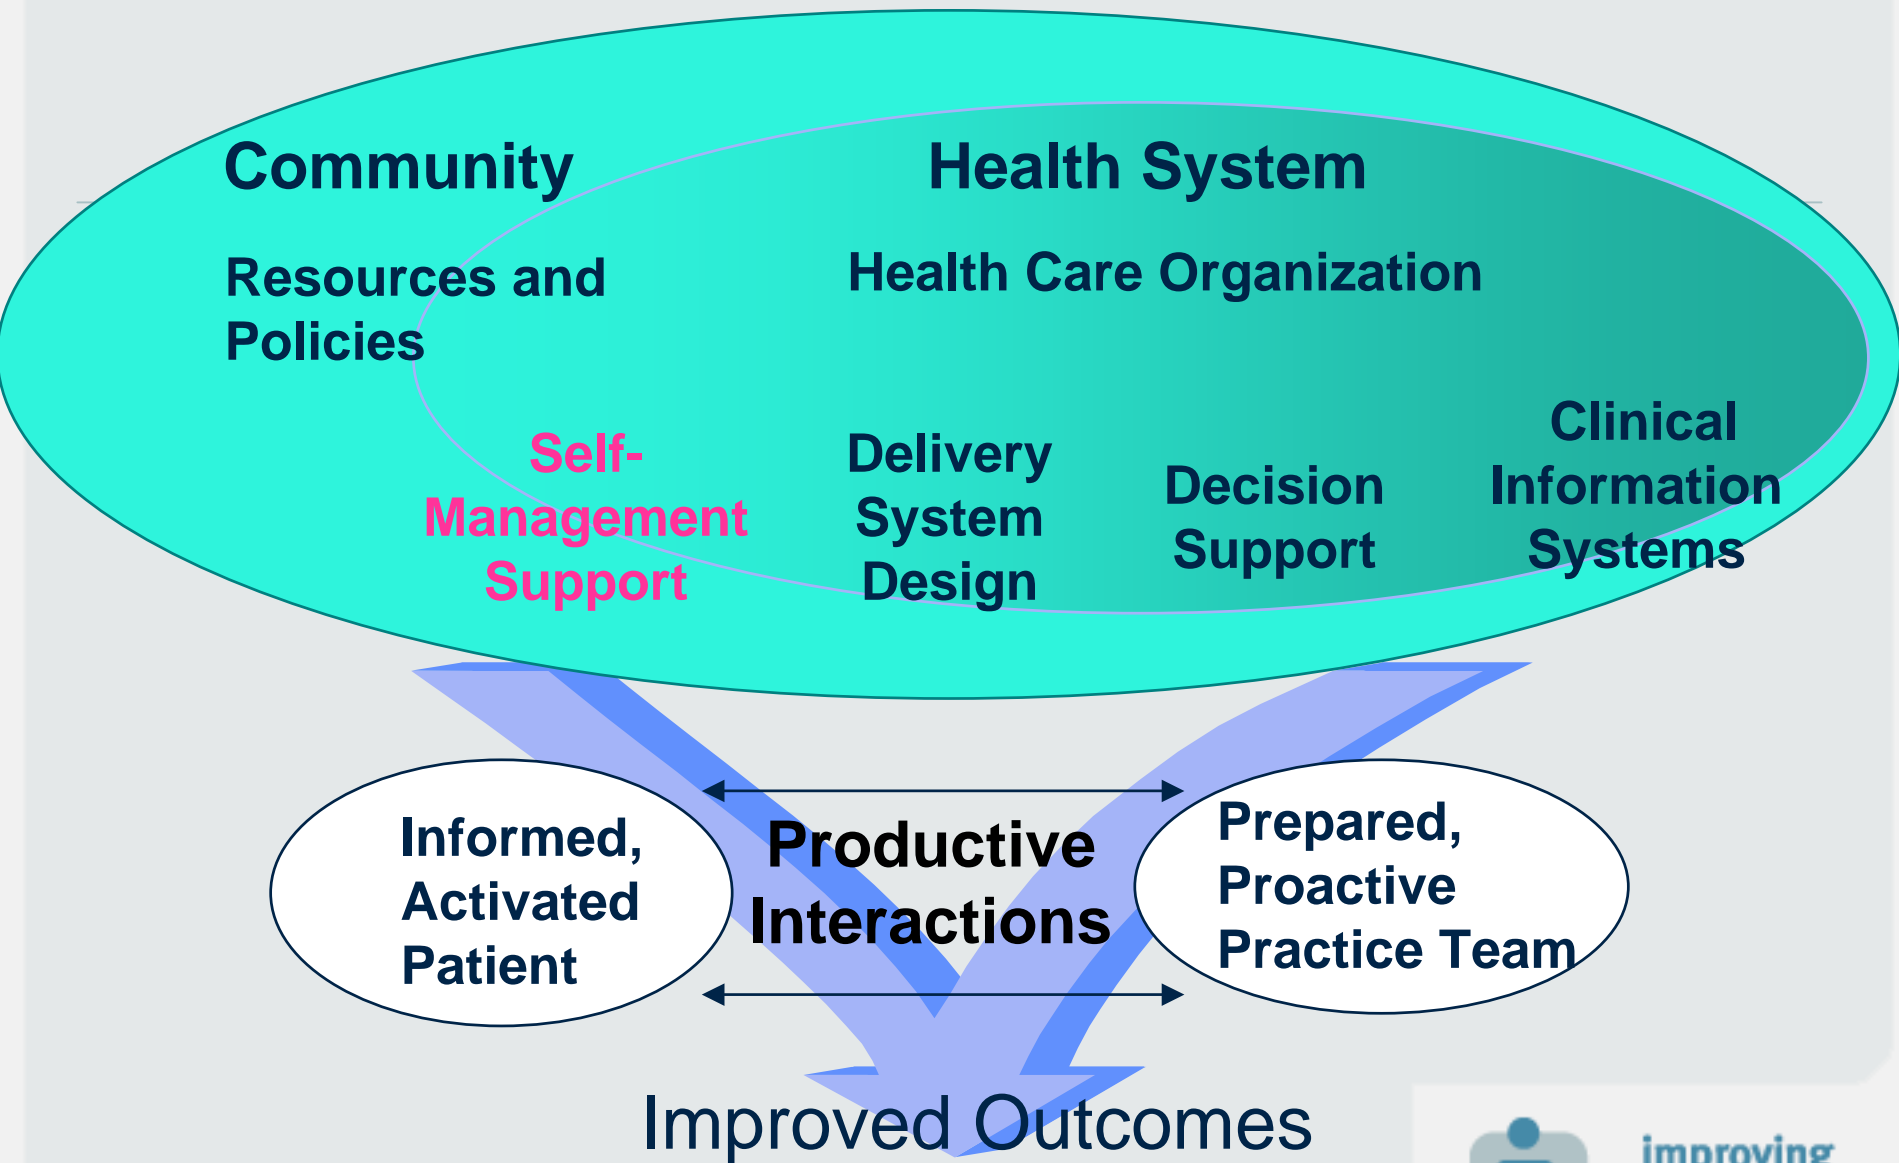 Community
Health System
Resources and
Policies
Health Care Organization
Self-
Management
Support
Delivery
System
Design
Decision
Support
Clinical
Information
Systems
Informed,
Activated
Patient
Productive
Interactions
Prepared,
Proactive
Practice Team
Improved Outcomes
improving